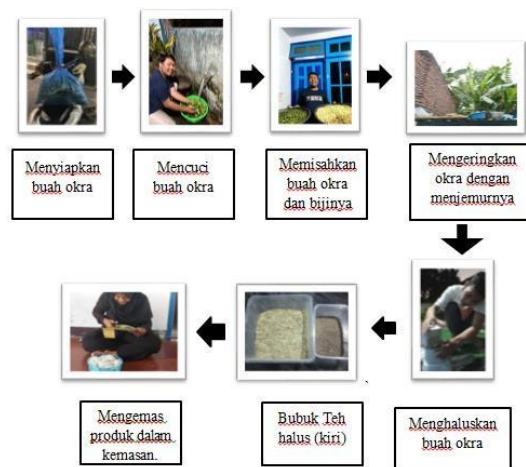 Menyiapkan
buah okra
Mencuci
buah okra
Memisahkan
buah okra
dan bijinya
Mengeringkan
okra dengan
menjemurnya
Menghaluskan
buah okra
Bubuk Teh
halus (kiri)
Mengemas
produk dalam
kemasan.